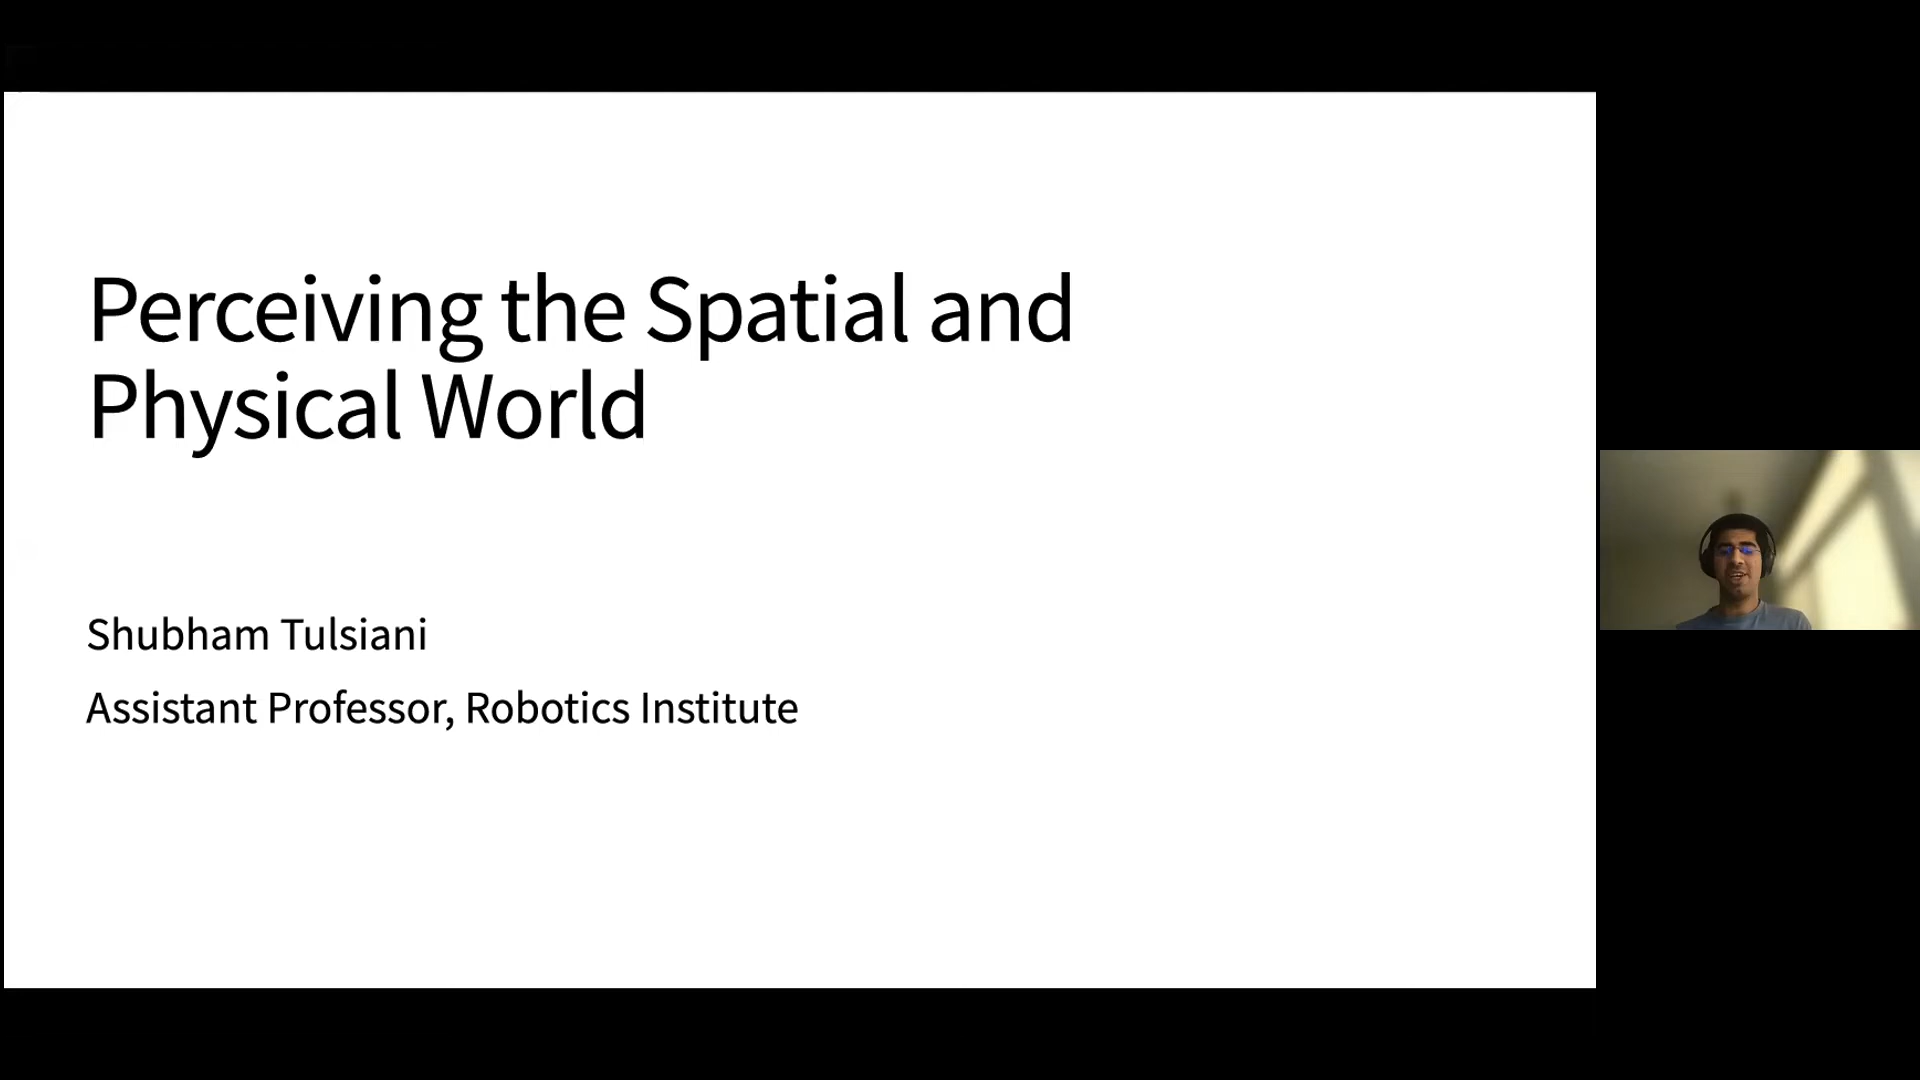 Perceiving the Spatial and
Physical World
Shubham Tulsiani
Assistant Professor, Robotics Institute